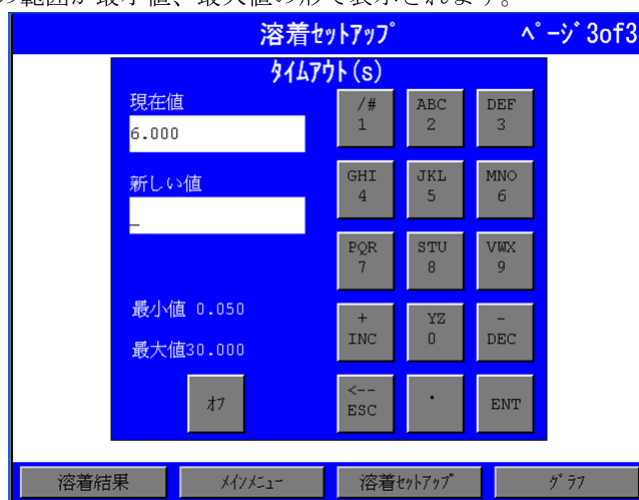 の範囲が最小値、最大値の形で表示されます。
溶着ｾｯﾄｱｯﾌﾟ ﾍﾟｰｼﾞ3of3
ﾀｲﾑｱｳﾄ(s)
現在値
6.000
新しい値
_
/# ABC DEF
1 2 3
GHI JKL MNO
4 5 6
PQR STU VWX
7 8 9
最小値 0.050
最大値30.000
+ YZ -
INC 0 DEC
ｵﾌ
<-- . ENT
ESC
溶着結果 ﾒｲﾝﾒﾆｭｰ 溶着ｾｯﾄｱｯﾌﾟ ｸﾞﾗﾌ